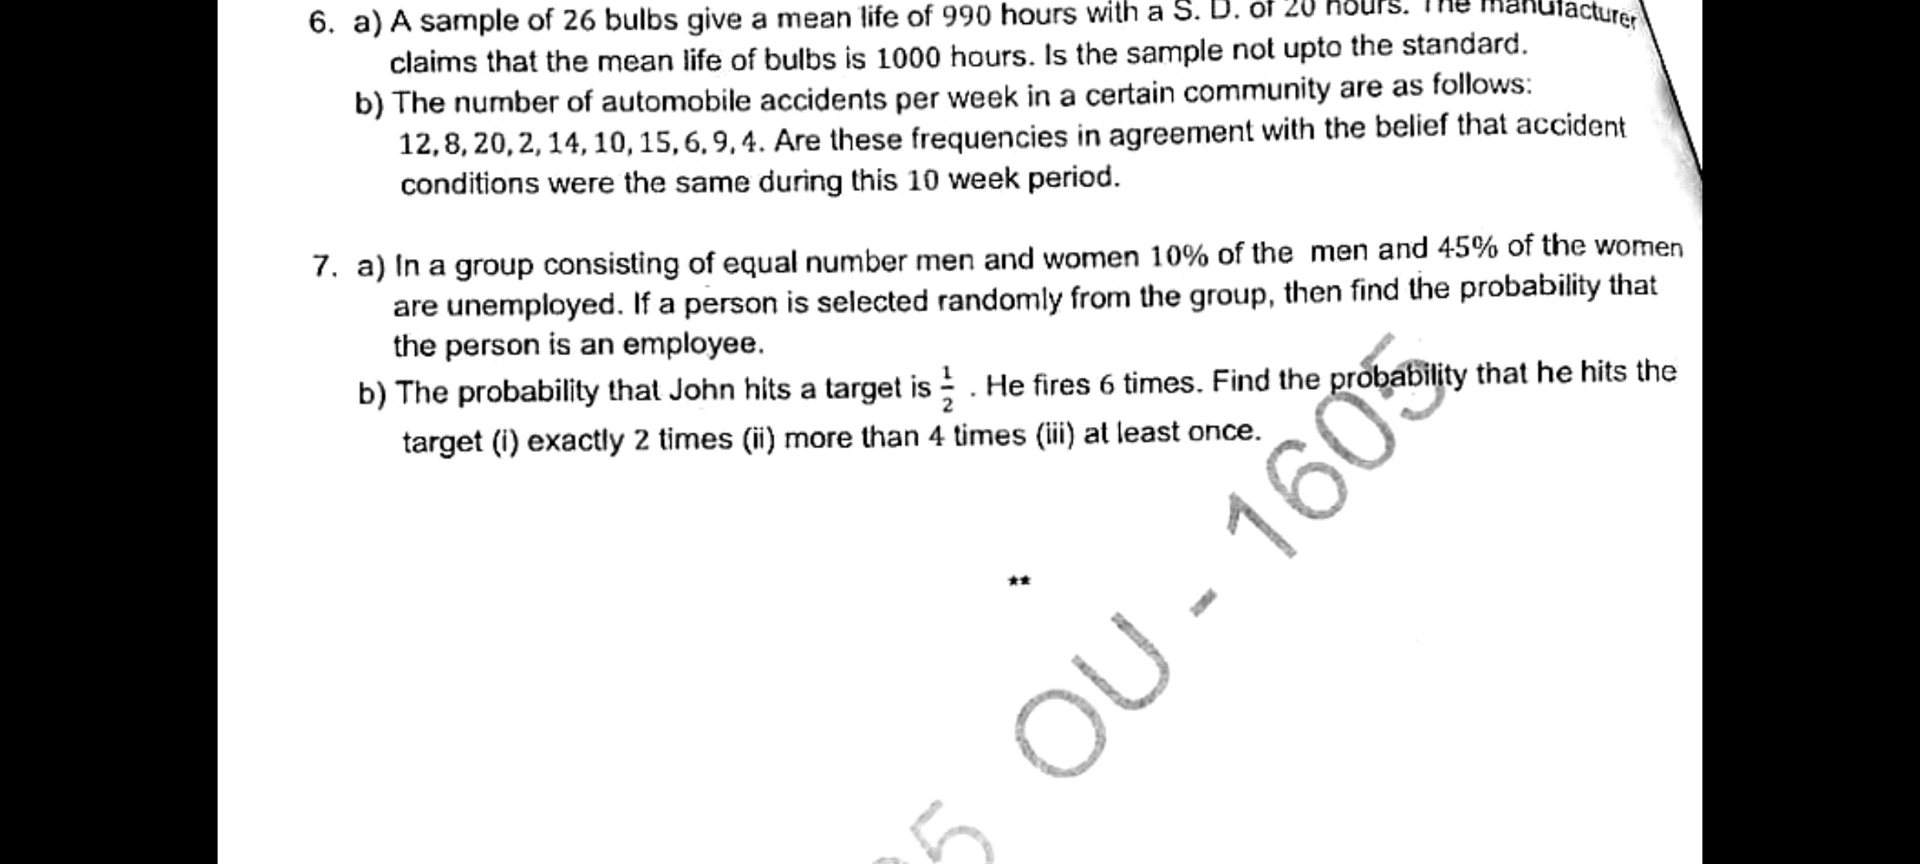 6. a) A sample of 26 bulbs give a mean life of 990 hours with a S. D. of 20 hours. The manufacturer
claims that the mean life of bulbs is 1000 hours. Is the sample not upto the standard.
b) The number of automobile accidents per week in a certain community are as follows:
12, 8, 20, 2, 14, 10, 15, 6, 9, 4. Are these frequencies in agreement with the belief that accident
conditions were the same during this 10 week period.
7. a) In a group consisting of equal number men and women 10% of the men and 45% of the women
are unemployed. If a person is selected randomly from the group, then find the probability that
the person is an employee.
b) The probability that John hits a target is 1/2 . He fires 6 times. Find the probability that he hits the
target (i) exactly 2 times (ii) more than 4 times (iii) at least once.
**
OU - 1605